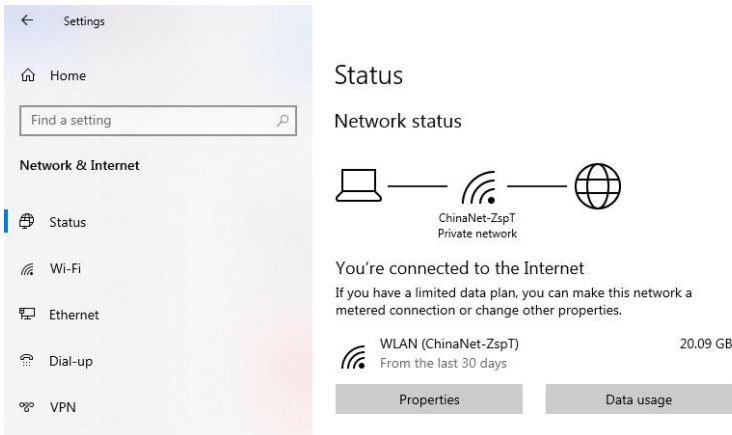 Settings
Home
Find a setting
Network & Internet
Status
Wi-Fi
Ethernet
Dial-up
VPN
Status
Network status
ChinaNet-ZspT
Private network
You're connected to the Internet
If you have a limited data plan, you can make this network a
metered connection or change other properties.
WLAN (ChinaNet-ZspT) 20.09 GB
From the last 30 days
Properties Data usage